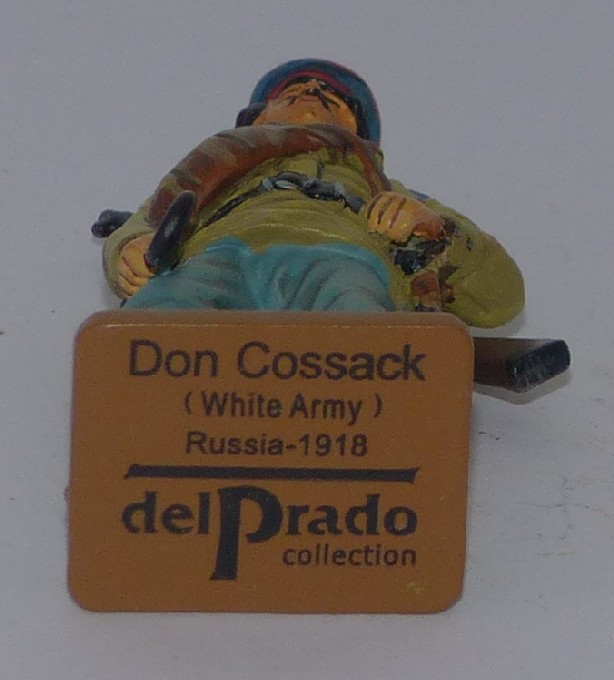 Don Cossack
( White Army )
Russia-1918
delPrado
collection